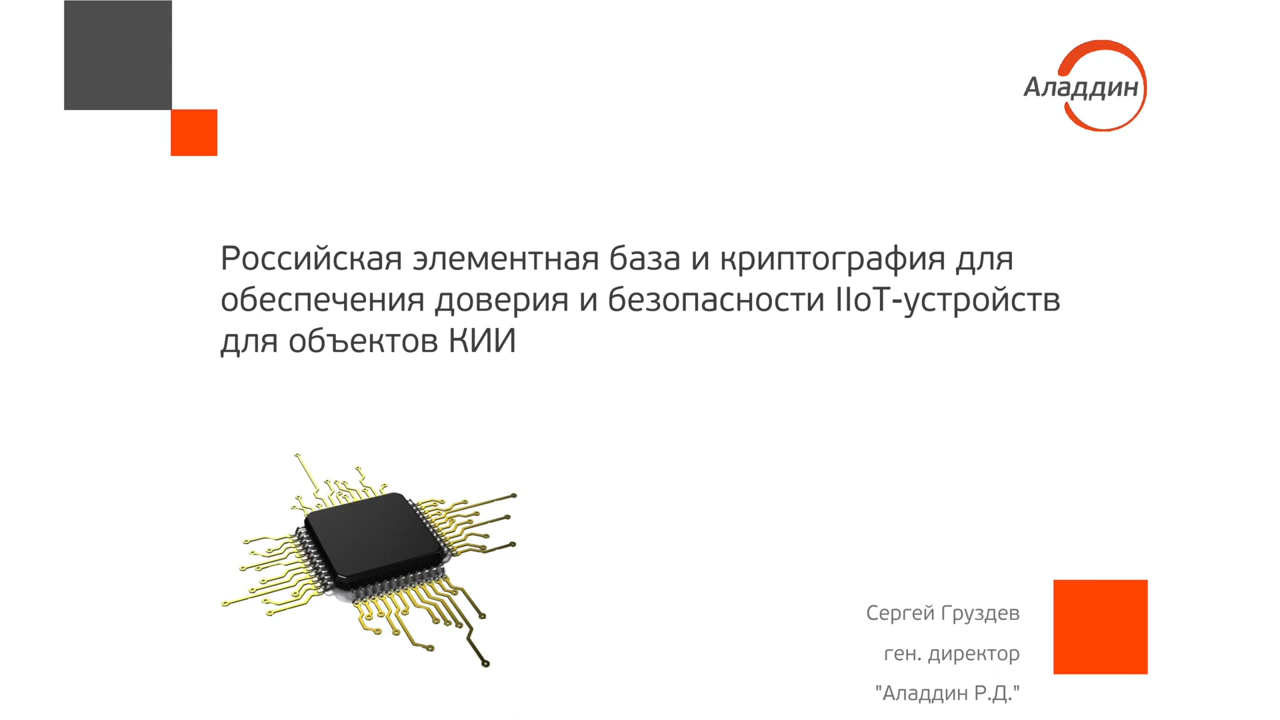 Аладдин
Российская элементная база и криптография для
обеспечения доверия и безопасности IIoT-устройств
для объектов КИИ
Сергей Груздев
ген. директор
"Аладдин Р.Д."